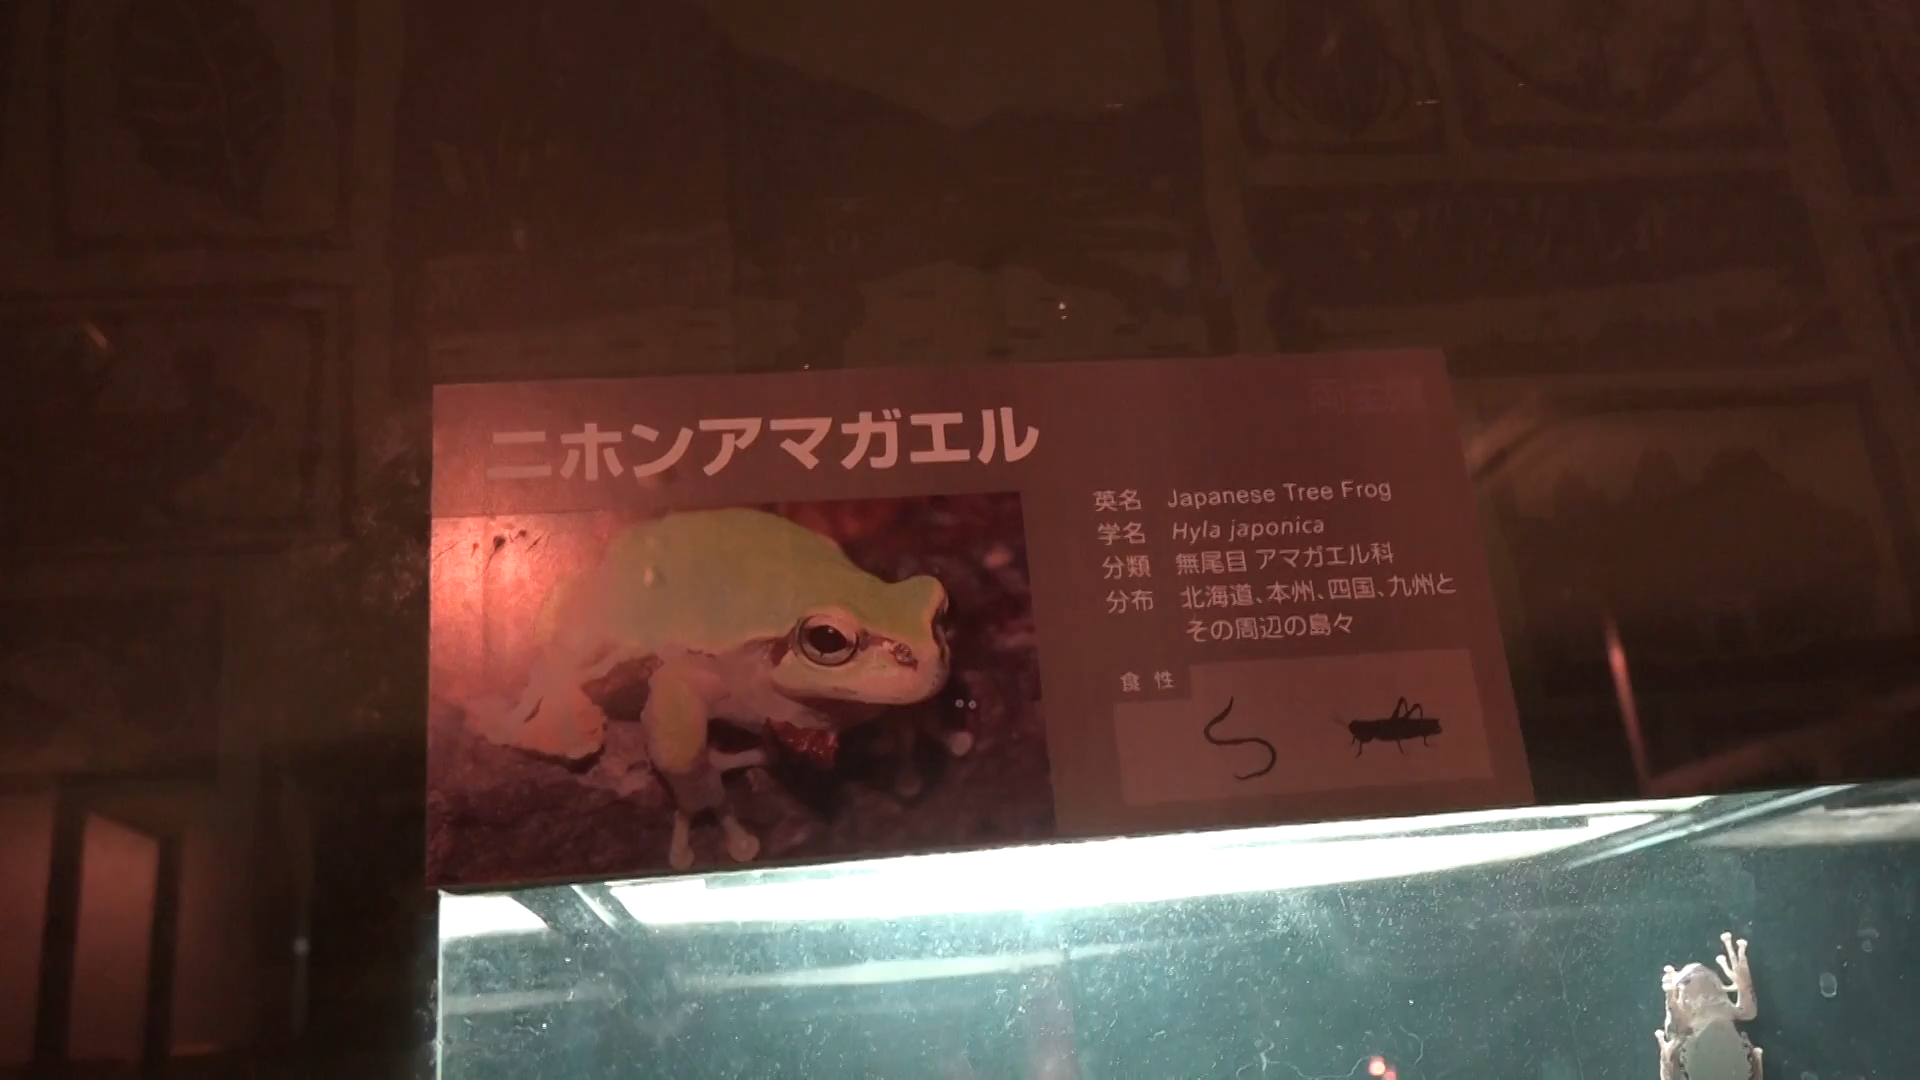 ニホンアマガエル
英名 Japanese Tree Frog
学名 Hyla japonica
分類 無尾目 アマガエル科
分布 北海道、本州、四国、九州と
その周辺の島々
食性